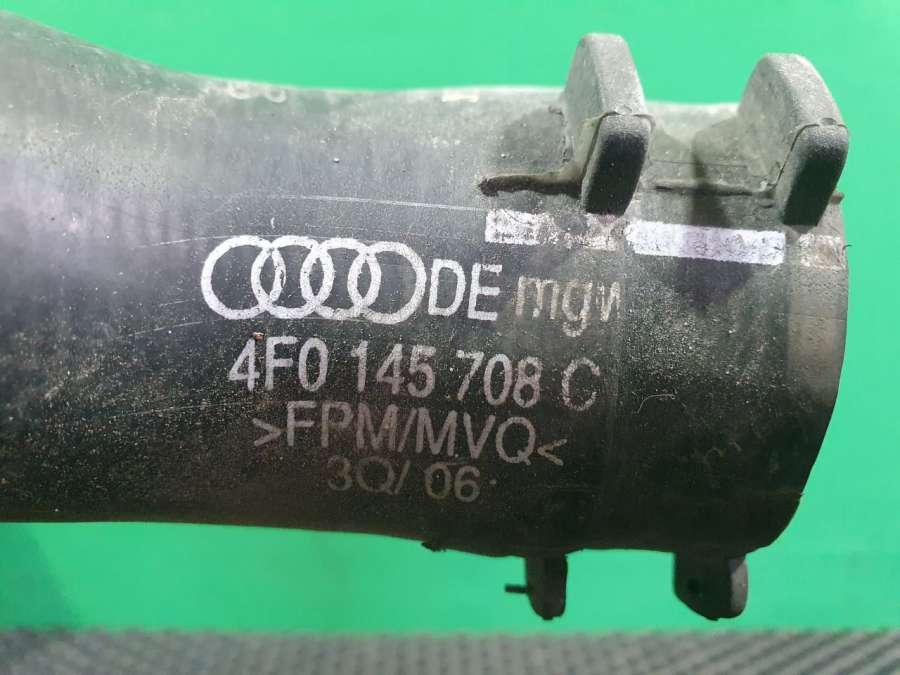 DE mgw
4F0 145 708 C
>FPM/MVQ<
3Q/06